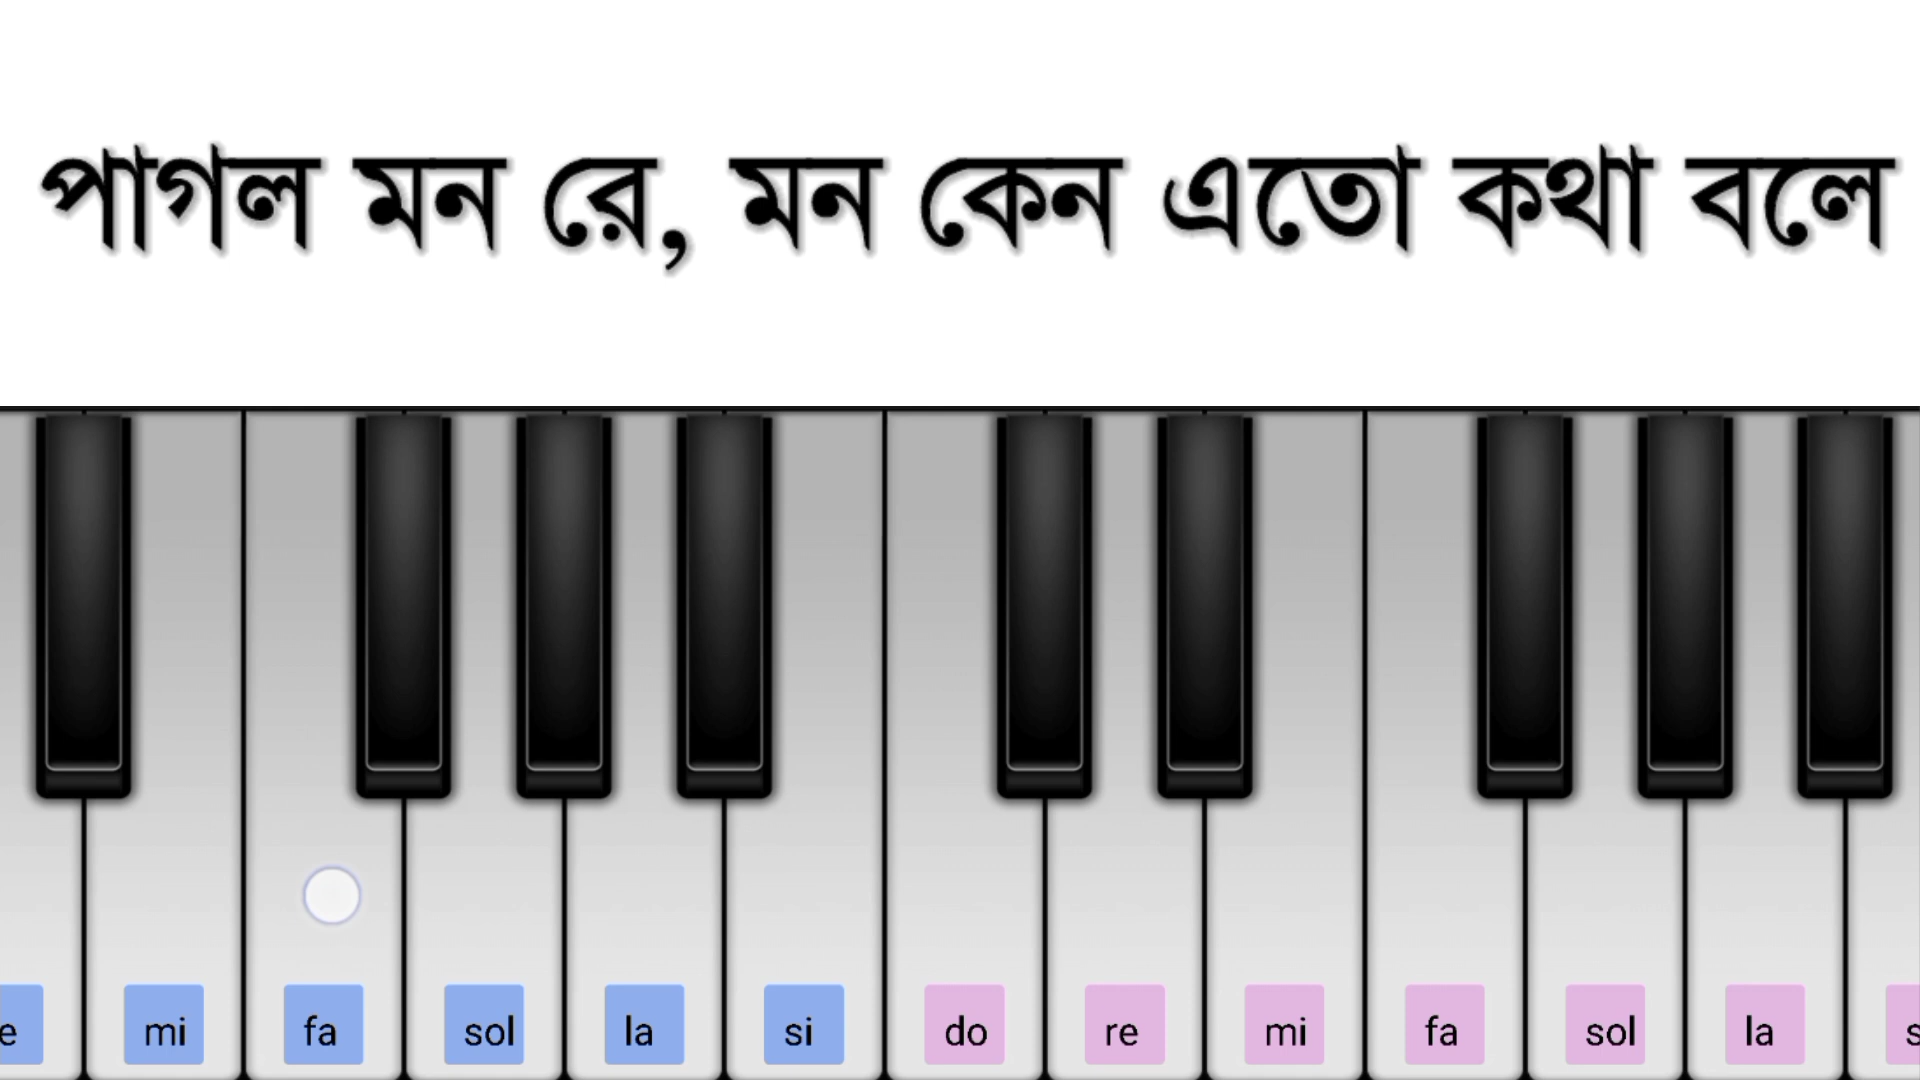 পাগল মন রে, মন কেন এতো কথা বলে
e mi fa sol la si do re mi fa sol la s